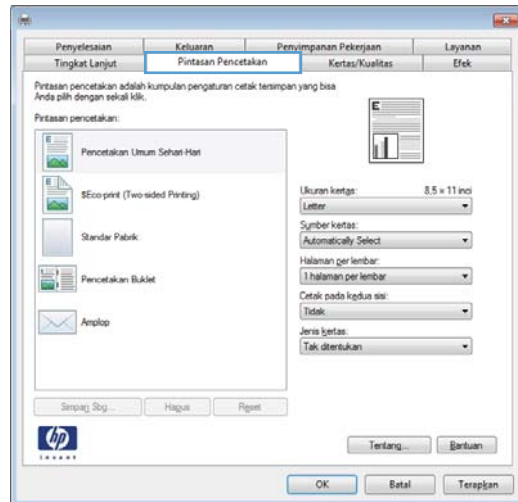 Penyelesaian Keluaran Penyimpanan Pekerjaan Layanan
Tingkat Lanjut Pintasan Pencetakan Kertas/Kualitas Efek
Pintasan pencetakan adalah kumpulan pengaturan cetak tersimpan yang bisa
Anda pilih dengan sekali klik.
Pintasan pencetakan:
Pencetakan Umum Sehari-Hari
$Eco-print (Two-sided Printing)
Standar Pabrik
Pencetakan Buklet
Amplop
E
Ukuran kertas: 8,5 × 11 inci
Letter
Sumber kertas:
Automatically Select
Halaman per lembar:
1 halaman per lembar
Cetak pada kedua sisi:
Tidak
Jenis kertas:
Tak ditentukan
Simpan Sbg... Hapus Reset
hp
invent
Tentang... Bantuan
OK Batal Terapkan